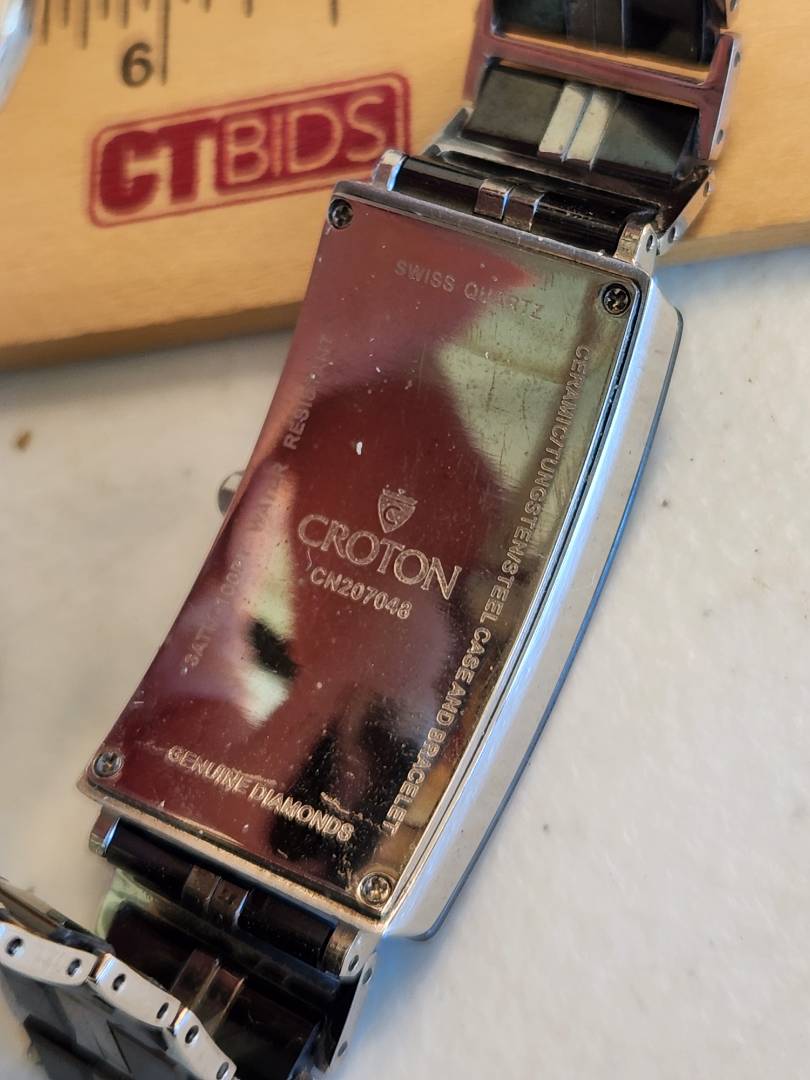 6
CTBIDS
SWISS QUARTZ
CERAMIC/TUNGSTEN/STEEL CASE AND BRACELET
WATER RESISTANT
CROTON
CN207048
GENUINE DIAMONDS